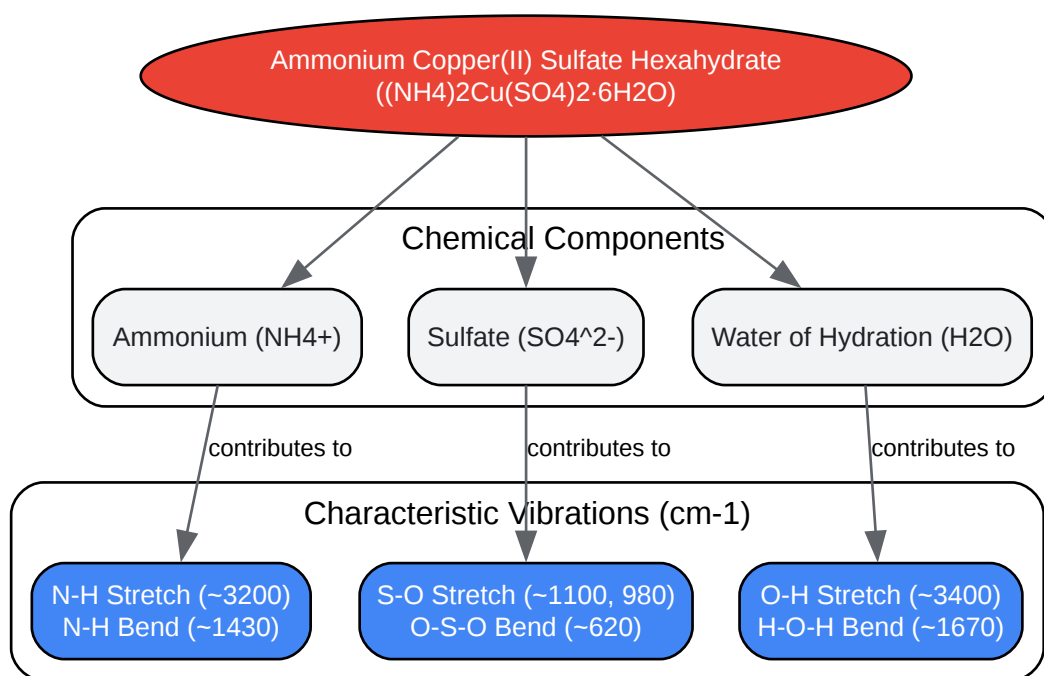 Ammonium Copper(II) Sulfate Hexahydrate
((NH4)2Cu(SO4)2·6H2O)
Chemical Components
Ammonium (NH4+)
Sulfate (SO4^2-)
Water of Hydration (H2O)
contributes to
contributes to
contributes to
Characteristic Vibrations (cm-1)
N-H Stretch (~3200)
N-H Bend (~1430)
S-O Stretch (~1100, 980)
O-S-O Bend (~620)
O-H Stretch (~3400)
H-O-H Bend (~1670)